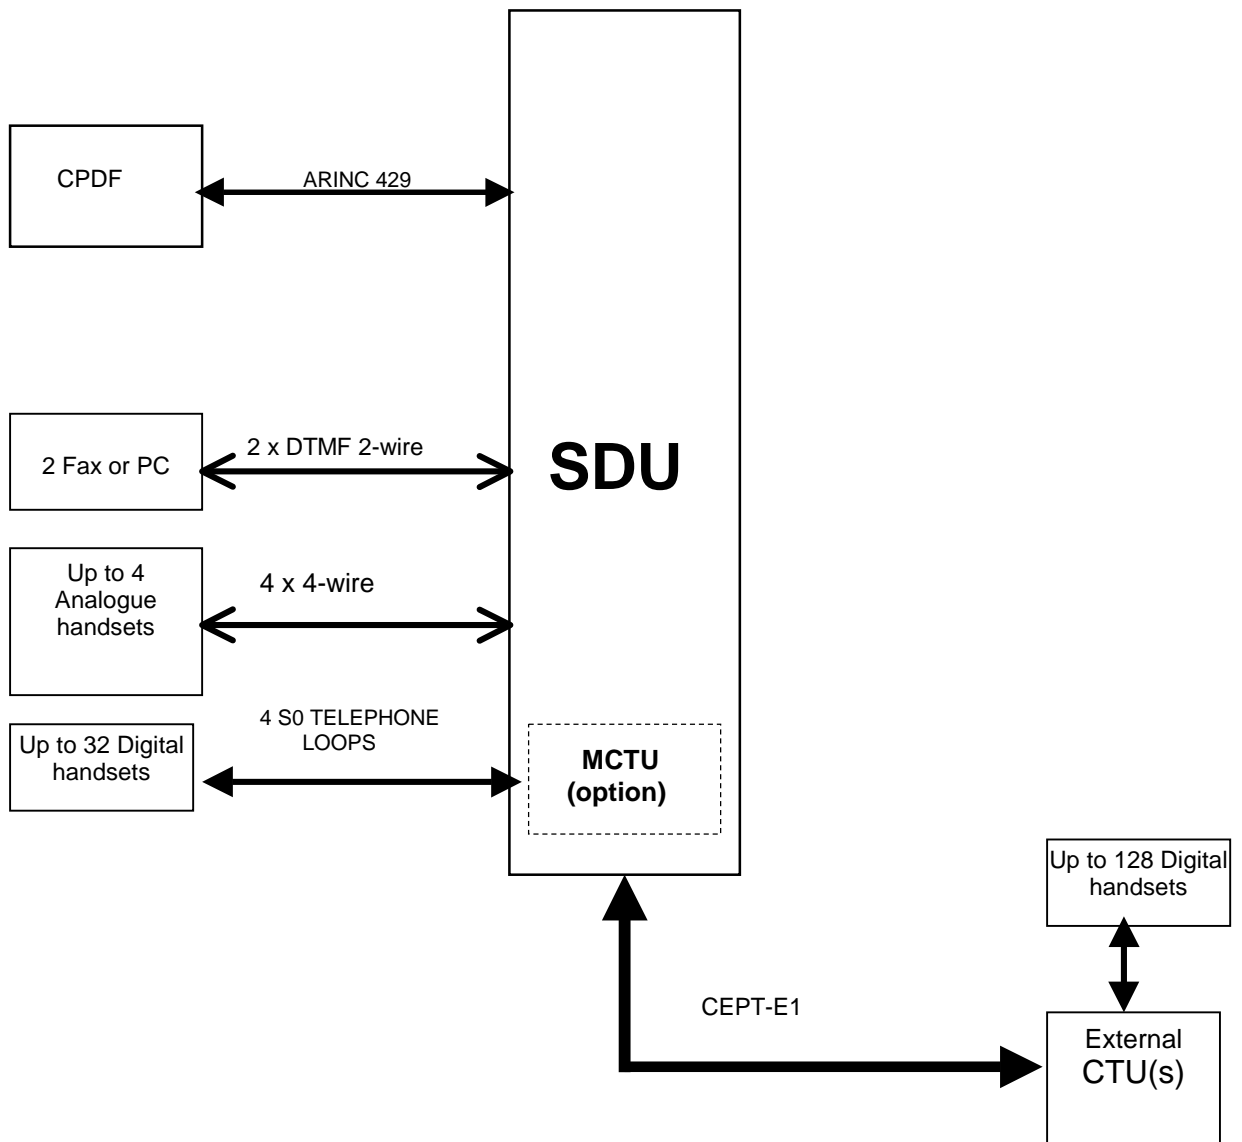 CPDF
ARINC 429
2 Fax or PC
2 x DTMF 2-wire
SDU
Up to 4
Analogue
handsets
4 x 4-wire
4 S0 TELEPHONE
LOOPS
Up to 32 Digital
handsets
MCTU
(option)
Up to 128 Digital
handsets
CEPT-E1
External
CTU(s)